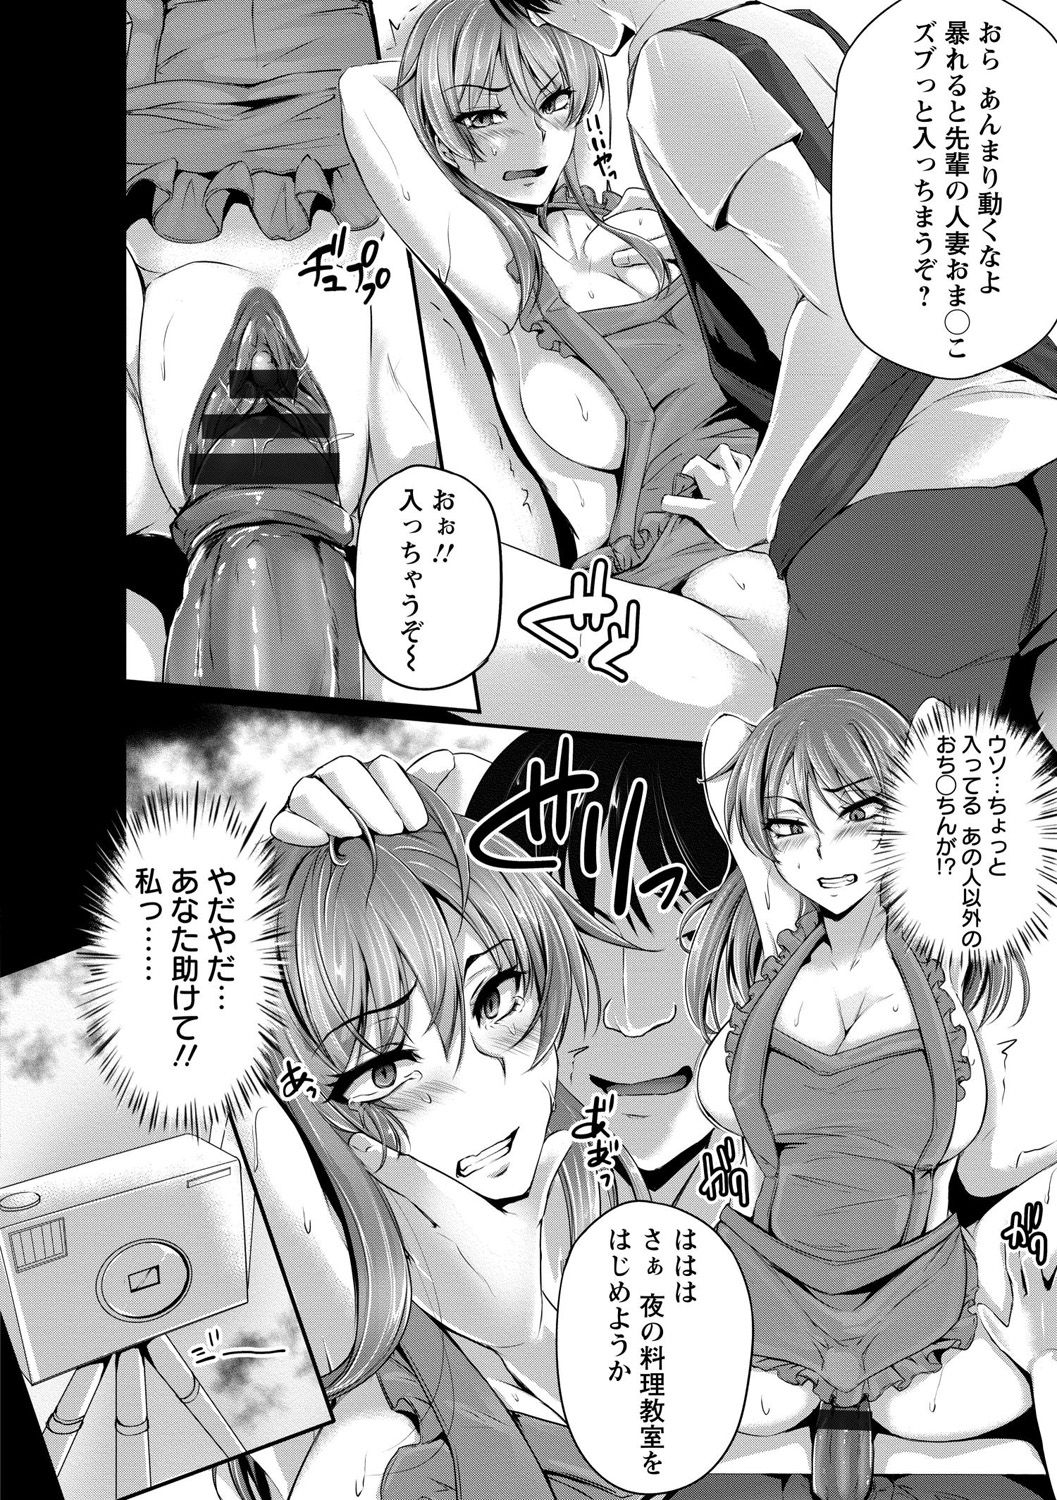 おら あんまり動くなよ
暴れると先輩の人妻おま◯こ
ズブっと入っちまうぞ？
いやっ
ヂュプププ
おぉ!!
入っちゃうぞ〜
ウソ…ちょっと
入ってる あの人以外の
おち◯ちんが!?
やだやだ…
あなた助けて!!
私っ……
あっ
あぁあっ
ガク
ガク
ははは
さぁ 夜の料理教室を
はじめようか
ジーー